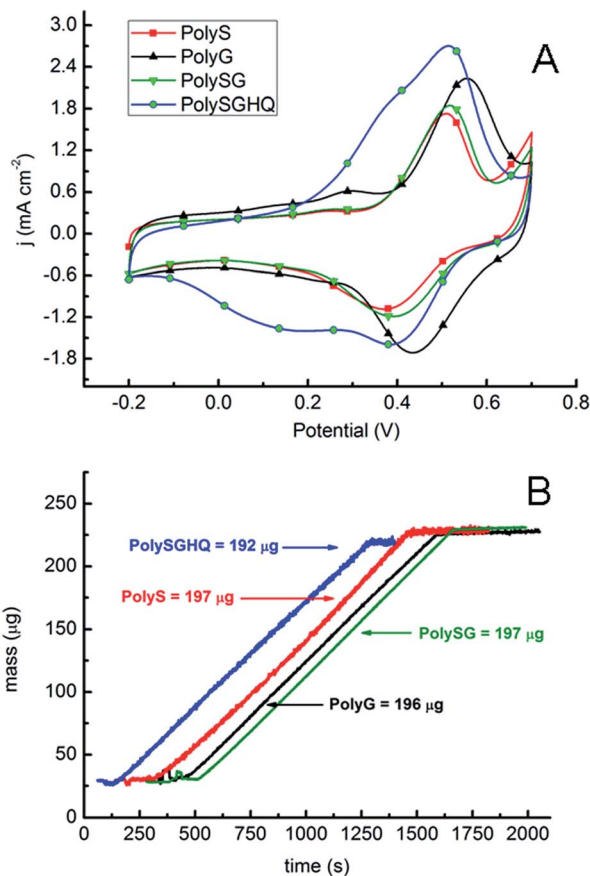 PolyS
PolyG
PolySG
PolySGHQ
A
3.0
2.4
1.8
1.2
0.6
0.0
-0.6
-1.2
-1.8
j (mA cm⁻²)
-0.2 0.0 0.2 0.4 0.6 0.8
Potential (V)
B
250
200
150
100
50
0
mass (µg)
PolySGHQ = 192 µg
PolyS = 197 µg
PolySG = 197 µg
PolyG = 196 µg
0 250 500 750 1000 1250 1500 1750 2000
time (s)